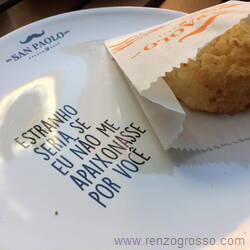 SAN PAOLO
ESTRANHO
SERIA SE
EU NÃO ME
APAIXONASSE
POR VOCÊ
www.renzogrosso.com